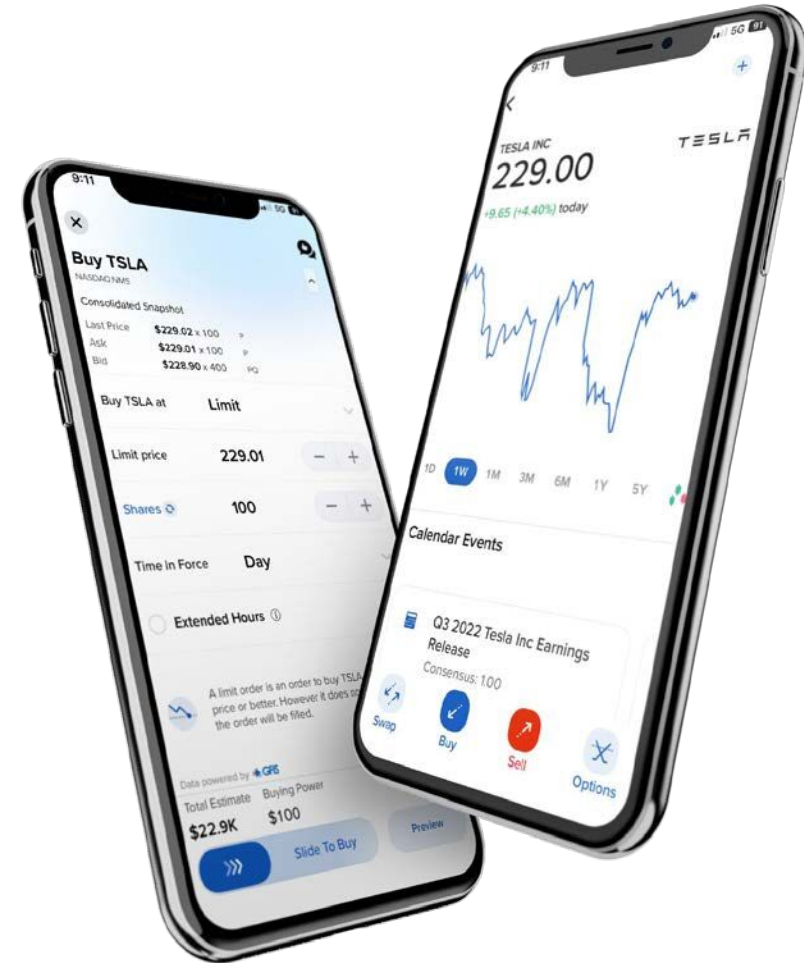 9:11
5G
Buy TSLA
NASDAQ:NMS
Consolidated Snapshot
Last Price $229.02 x 100 P
Ask $229.01 x 100 P
Bid $228.90 x 400 PQ
Buy TSLA at Limit
Limit price 229.01 − +
Shares 100 − +
Time In Force Day
Extended Hours
A limit order is an order to buy TSLA
price or better. However it does
the order will be filled.
Data powered by
Total Estimate Buying Power
$22.9K $100
Slide To Buy
Preview
9:11
5G 91
+
TESLA INC
TESLA
229.00
+9.65 (+4.40%) today
1D 1W 1M 3M 6M 1Y 5Y
Calendar Events
Q3 2022 Tesla Inc Earnings
Release
Consensus: 1.00
Swap
Buy
Sell
Options